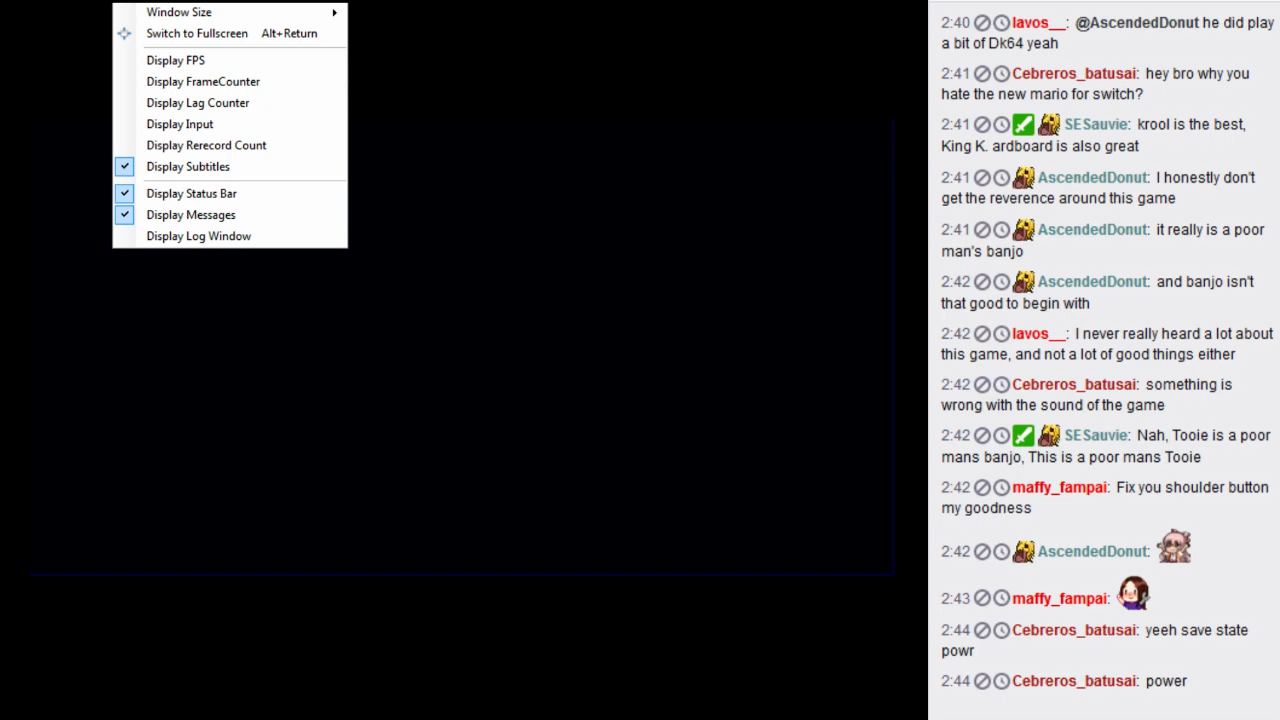 Window Size
Switch to Fullscreen Alt+Return
Display FPS
Display FrameCounter
Display Lag Counter
Display Input
Display Rerecord Count
Display Subtitles
Display Status Bar
Display Messages
Display Log Window
2:40 lavos__: @AscendedDonut he did play
a bit of Dk64 yeah
2:41 Cebreros_batusai: hey bro why you
hate the new mario for switch?
2:41 SESauvie: krool is the best,
King K. ardboard is also great
2:41 AscendedDonut: I honestly don't
get the reverence around this game
2:41 AscendedDonut: it really is a poor
man's banjo
2:42 AscendedDonut: and banjo isn't
that good to begin with
2:42 lavos__: I never really heard a lot about
this game, and not a lot of good things either
2:42 Cebreros_batusai: something is
wrong with the sound of the game
2:42 SESauvie: Nah, Tooie is a poor
mans banjo, This is a poor mans Tooie
2:42 maffy_fampai: Fix you shoulder button
my goodness
2:42 AscendedDonut:
2:43 maffy_fampai:
2:44 Cebreros_batusai: yeeh save state
powr
2:44 Cebreros_batusai: power